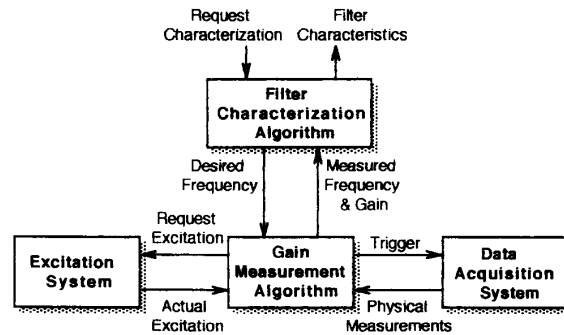 Request
Characterization
Filter
Characteristics
Filter
Characterization
Algorithm
Desired
Frequency
Measured
Frequency
& Gain
Request
Excitation
Trigger
Excitation
System
Gain
Measurement
Algorithm
Data
Acquisition
System
Actual
Excitation
Physical
Measurements